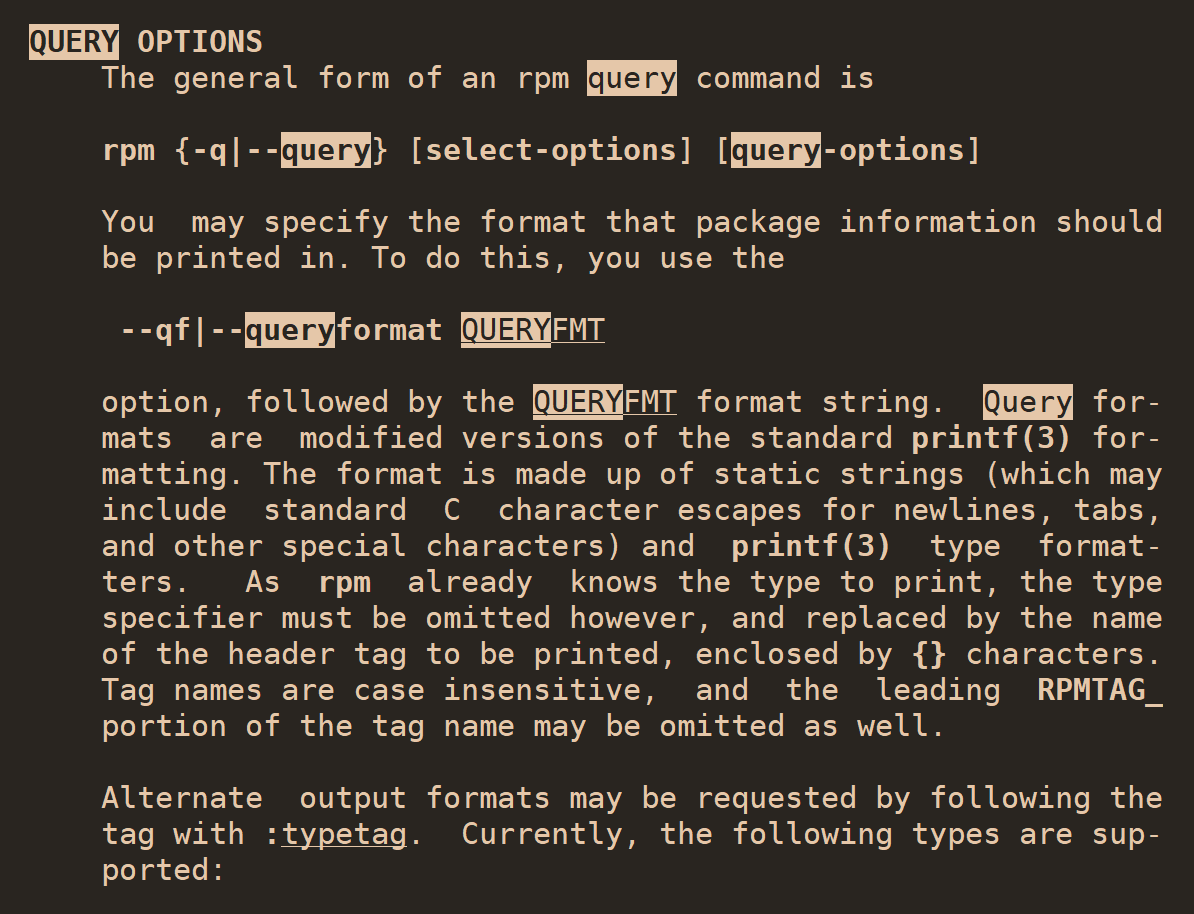 QUERY OPTIONS
The general form of an rpm query command is
rpm {-q|--query} [select-options] [query-options]
You  may specify the format that package information should
be printed in. To do this, you use the
--qf|--queryformat QUERYFMT
option, followed by the QUERYFMT format string.  Query for-
mats  are  modified versions of the standard printf(3) for-
matting. The format is made up of static strings (which may
include  standard  C  character escapes for newlines, tabs,
and other special characters) and  printf(3)  type  format-
ters.   As  rpm  already  knows the type to print, the type
specifier must be omitted however, and replaced by the name
of the header tag to be printed, enclosed by {} characters.
Tag names are case insensitive,  and  the  leading  RPMTAG_
portion of the tag name may be omitted as well.
Alternate  output formats may be requested by following the
tag with :typetag.  Currently, the following types are sup-
ported: